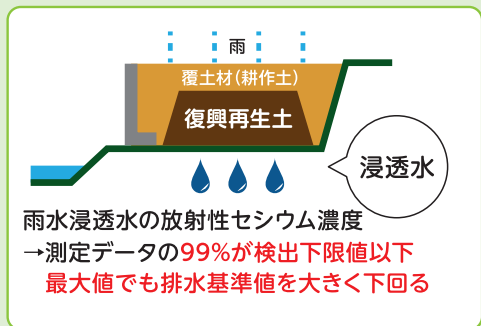 雨
覆土材(耕作土)
復興再生土
浸透水
雨水浸透水の放射性セシウム濃度
→測定データの99%が検出下限値以下
最大値でも排水基準値を大きく下回る